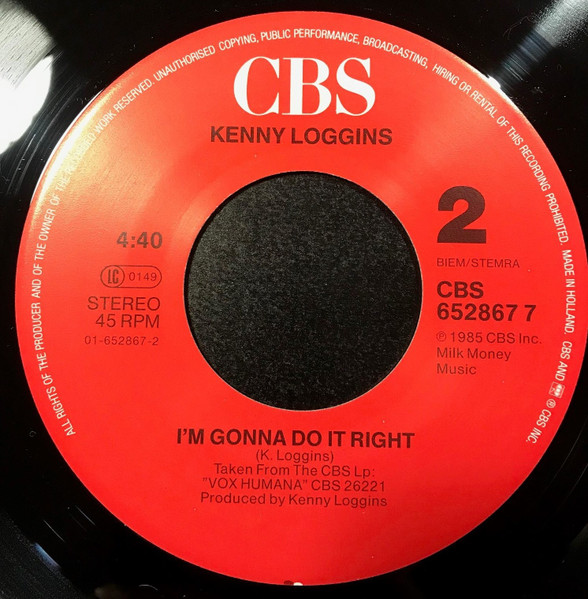 ALL RIGHTS OF THE PRODUCER AND OF THE OWNER OF THE RECORDED WORK RESERVED. UNAUTHORISED COPYING, PUBLIC PERFORMANCE, BROADCASTING, HIRING OR RENTAL OF THIS RECORDING PROHIBITED. MADE IN HOLLAND. CBS AND ® CBS INC.
CBS
KENNY LOGGINS
4:40
LC 0149
STEREO
45 RPM
01-652867-2
2
BIEM/STEMRA
CBS
652867 7
℗ 1985 CBS Inc.
Milk Money
Music
I'M GONNA DO IT RIGHT
(K. Loggins)
Taken From The CBS Lp:
"VOX HUMANA" CBS 26221
Produced by Kenny Loggins